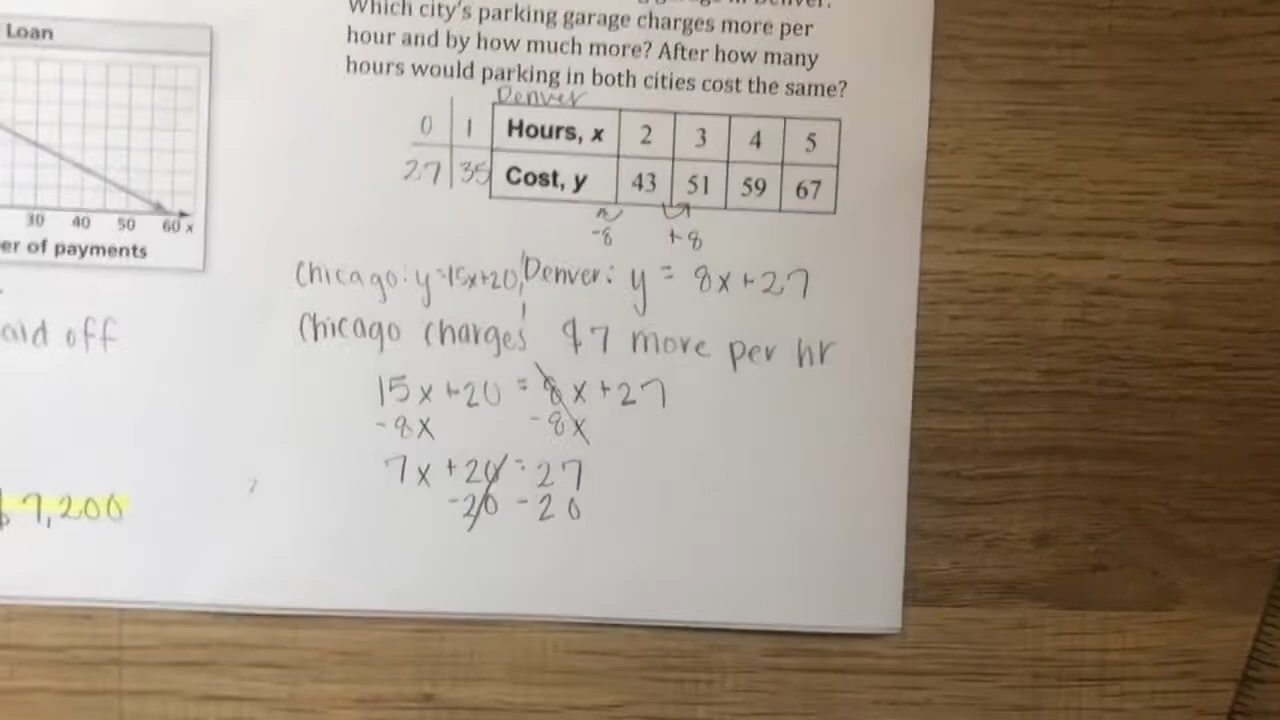 Loan
30 40 50 60 x
er of payments
aid off
$ 7,200
Which city's parking garage charges more per
hour and by how much more? After how many
hours would parking in both cities cost the same?
Denver
0 1 Hours, x 2 3 4 5
27 35 Cost, y 43 51 59 67
-8 +8
Chicago: y=15x+20, Denver: y = 8x+27
Chicago charges $7 more per hr
15x+20 = 8x+27
-8x -8x
7x+20=27
-20 -20